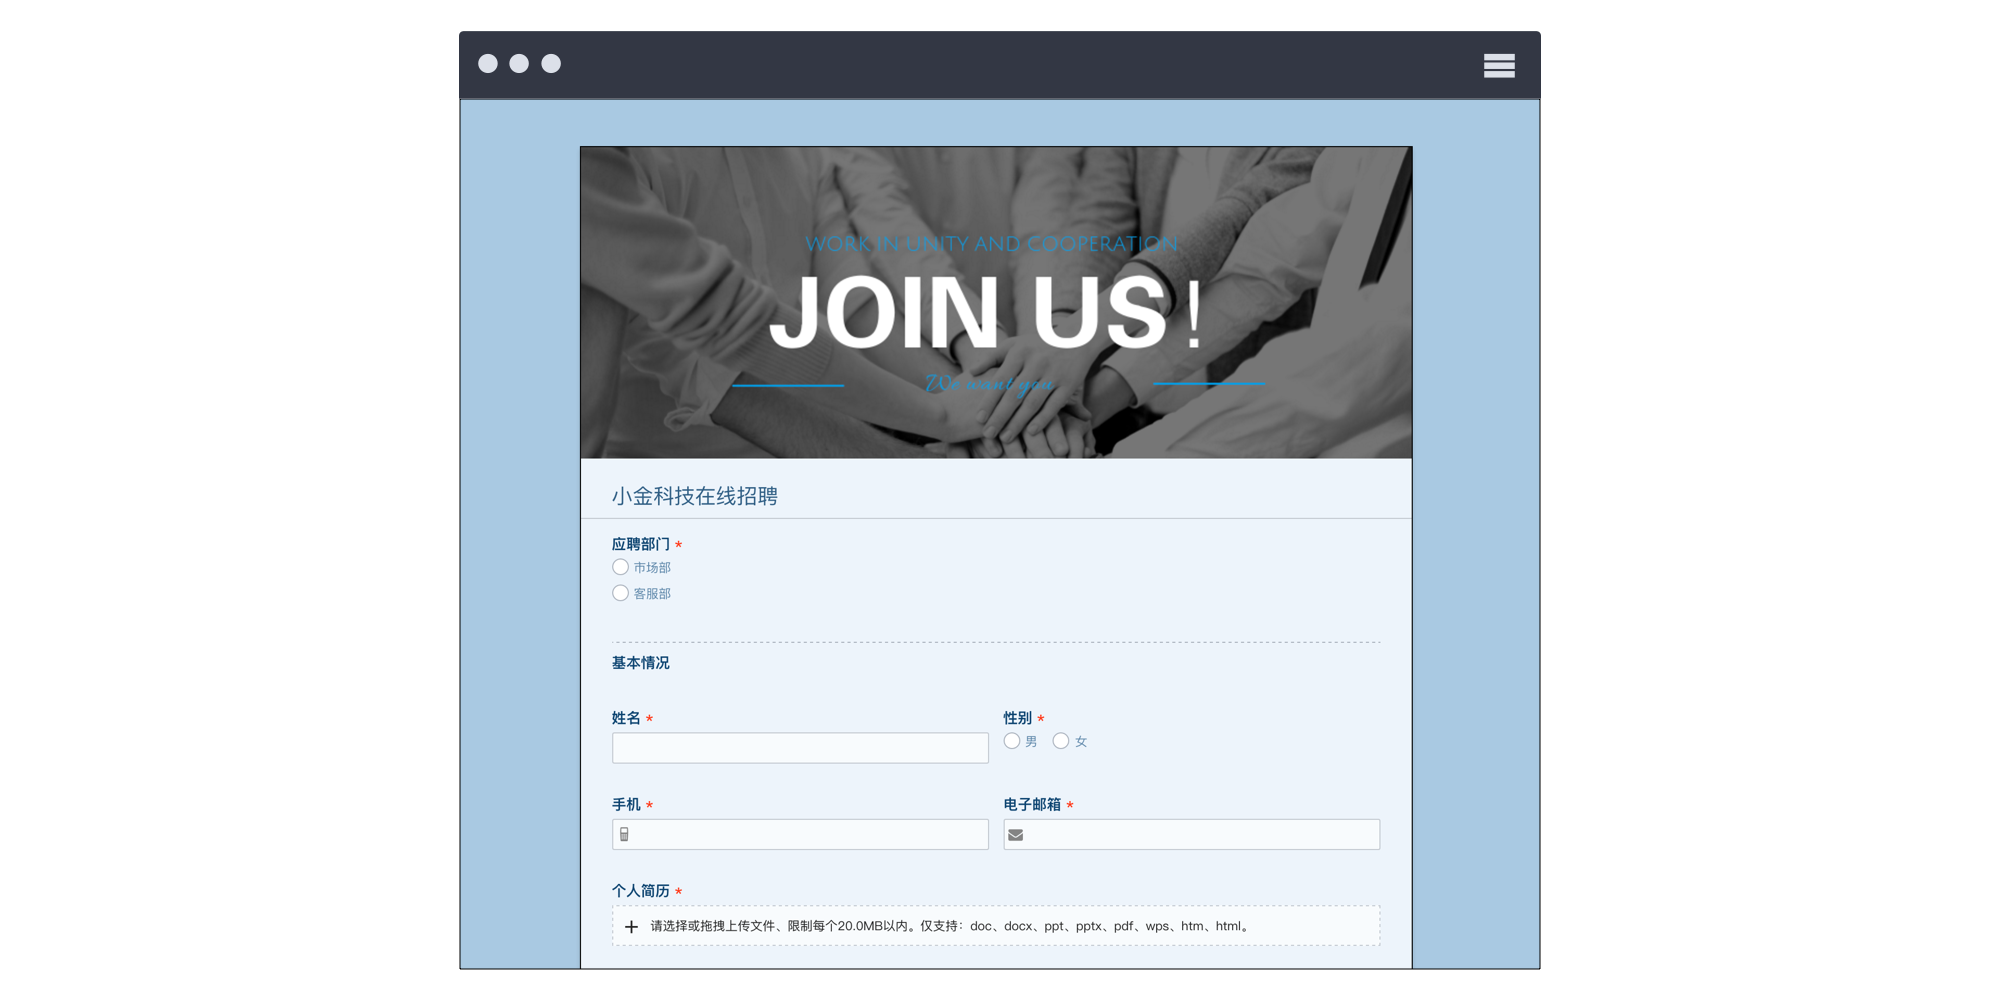 WORK IN UNITY AND COOPERATION
JOIN US!
We want you
小金科技在线招聘
应聘部门 *
市场部
客服部
基本情况
姓名 *
性别 *
男 女
手机 *
电子邮箱 *
个人简历 *
+ 请选择或拖拽上传文件、限制每个20.0MB以内。仅支持：doc、docx、ppt、pptx、pdf、wps、htm、html。